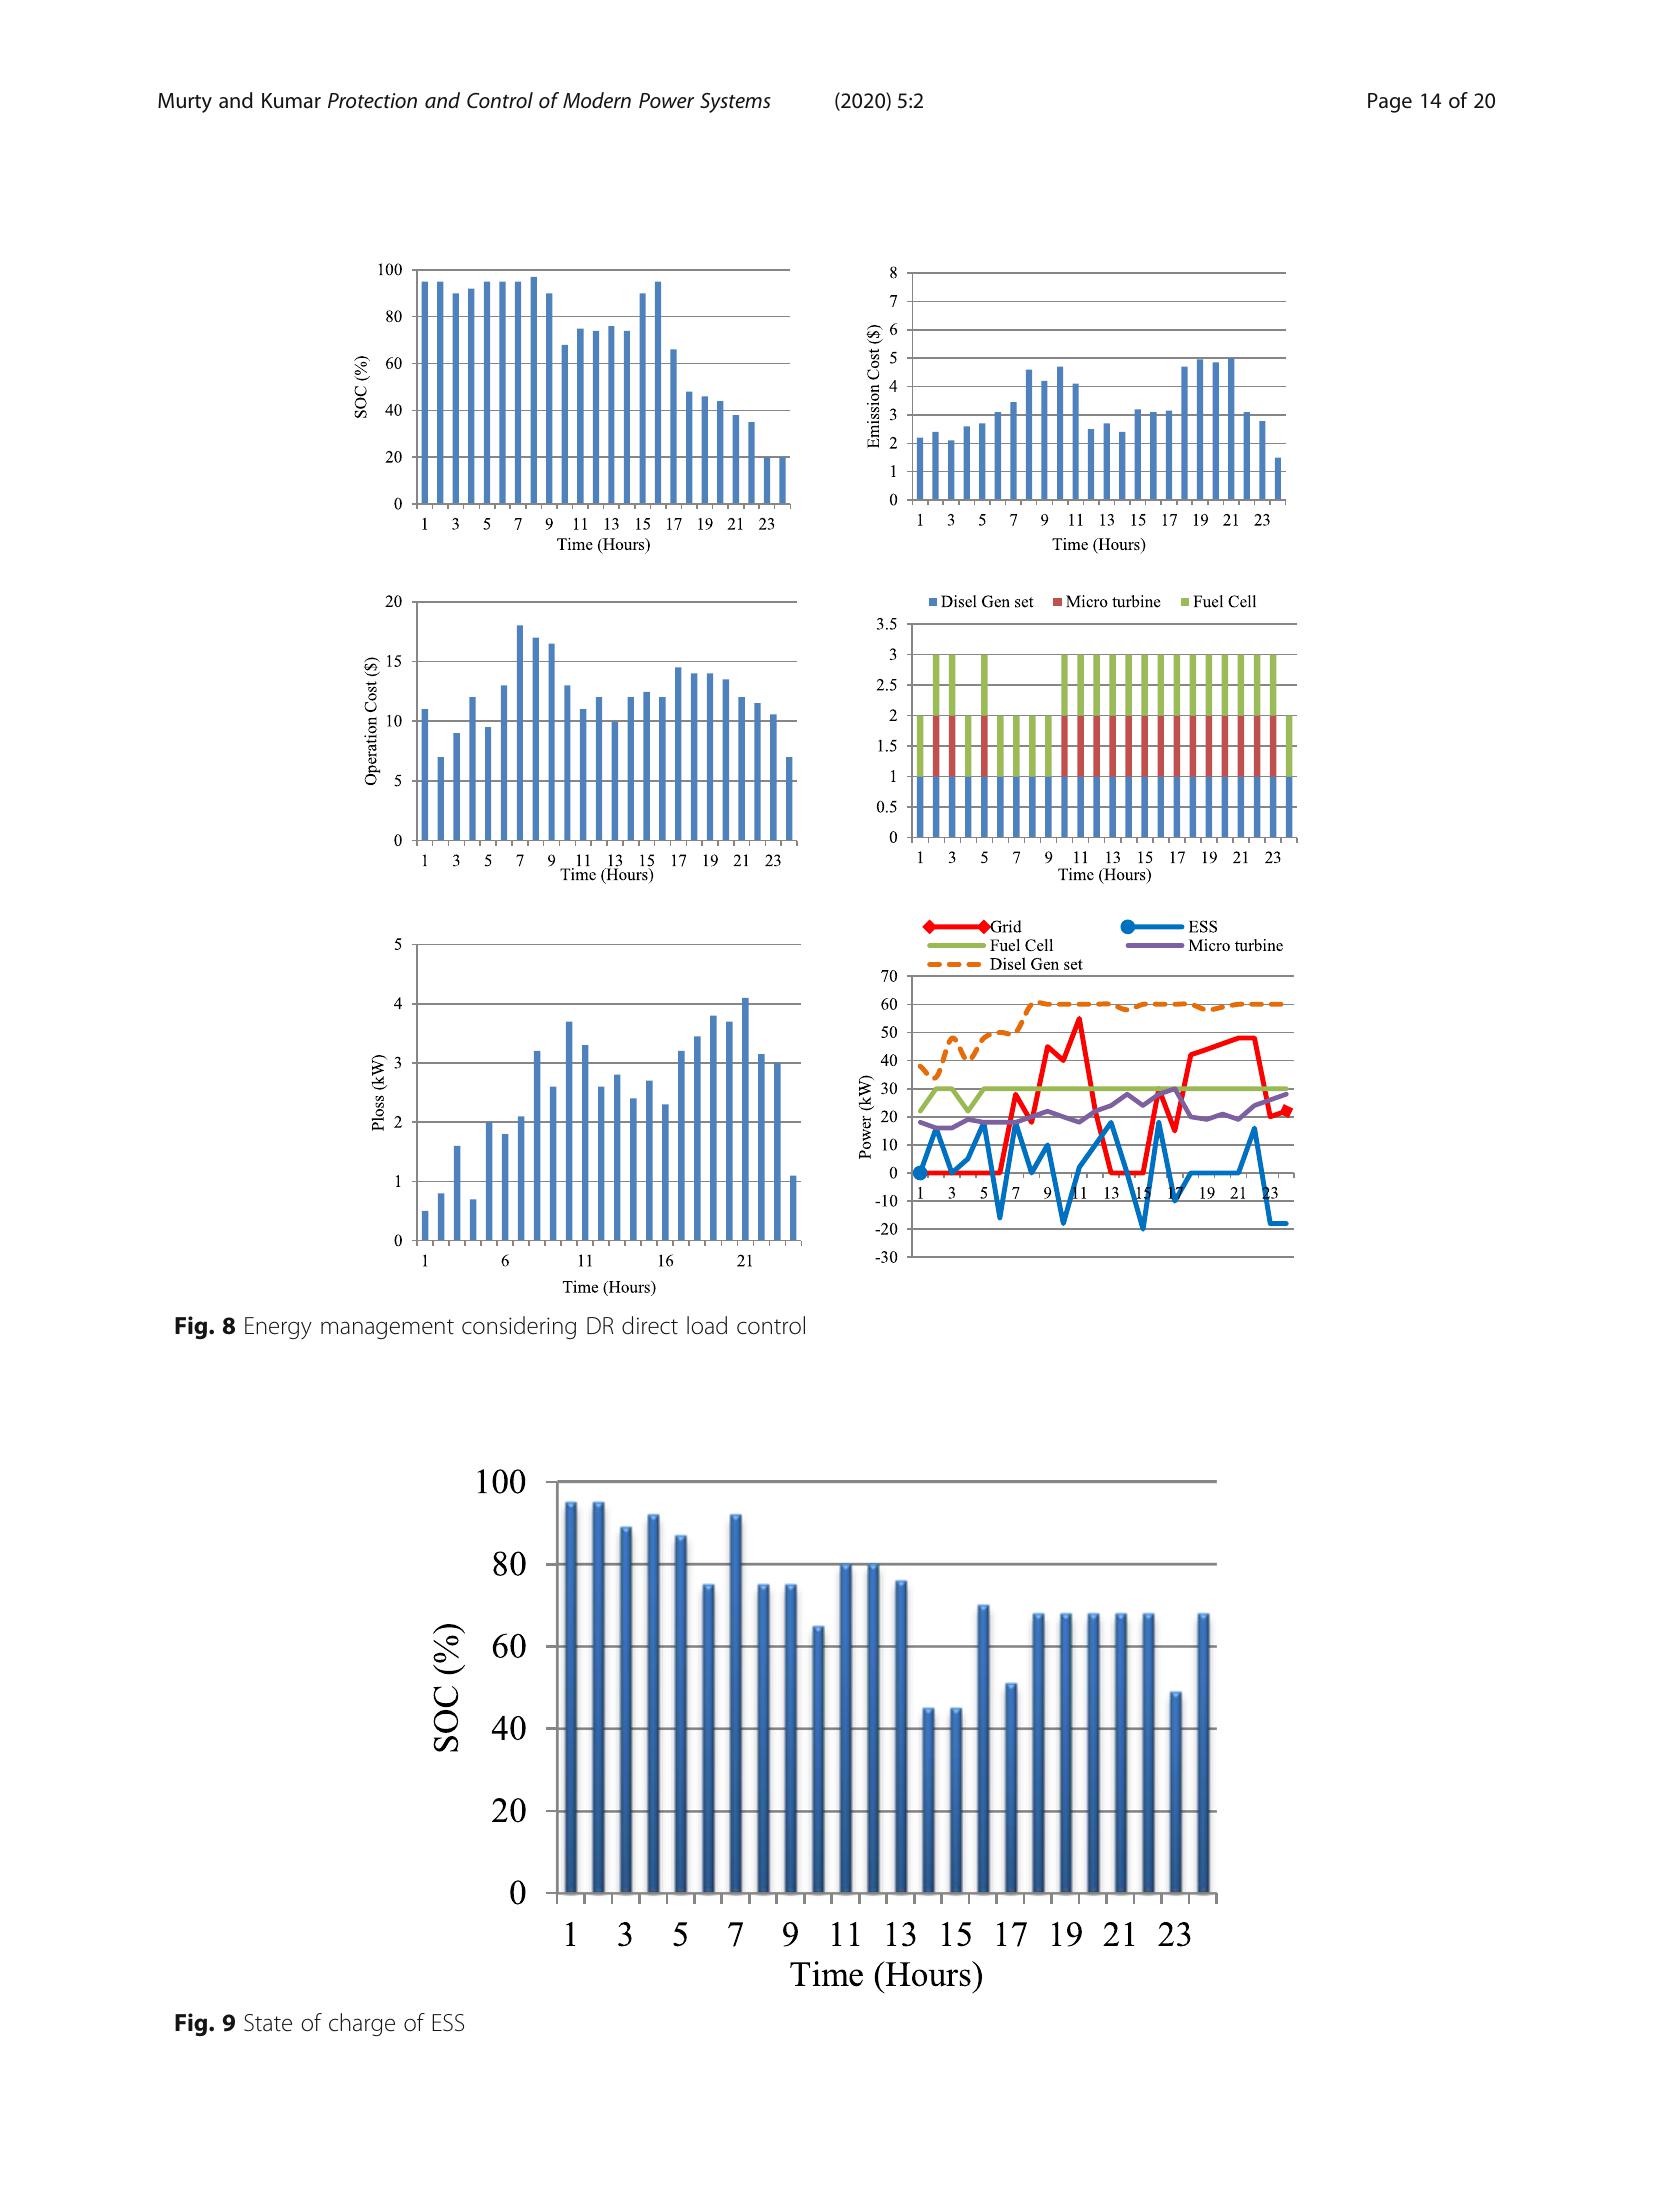 Murty and Kumar Protection and Control of Modern Power Systems (2020) 5:2 Page 14 of 20
100
80
60
40
20
0
SOC (%)
1 3 5 7 9 11 13 15 17 19 21 23
Time (Hours)
8
7
6
5
4
3
2
1
0
Emission Cost ($)
1 3 5 7 9 11 13 15 17 19 21 23
Time (Hours)
20
15
10
5
0
Operation Cost ($)
1 3 5 7 9 11 13 15 17 19 21 23
Time (Hours)
Disel Gen set Micro turbine Fuel Cell
3.5
3
2.5
2
1.5
1
0.5
0
1 3 5 7 9 11 13 15 17 19 21 23
Time (Hours)
5
4
3
2
1
0
Ploss (kW)
1 6 11 16 21
Time (Hours)
Grid ESS
Fuel Cell Micro turbine
Disel Gen set
70
60
50
40
30
20
10
0
-10
-20
-30
Power (kW)
1 3 5 7 9 11 13 15 17 19 21 23
Fig. 8 Energy management considering DR direct load control
100
80
60
40
20
0
SOC (%)
1 3 5 7 9 11 13 15 17 19 21 23
Time (Hours)
Fig. 9 State of charge of ESS